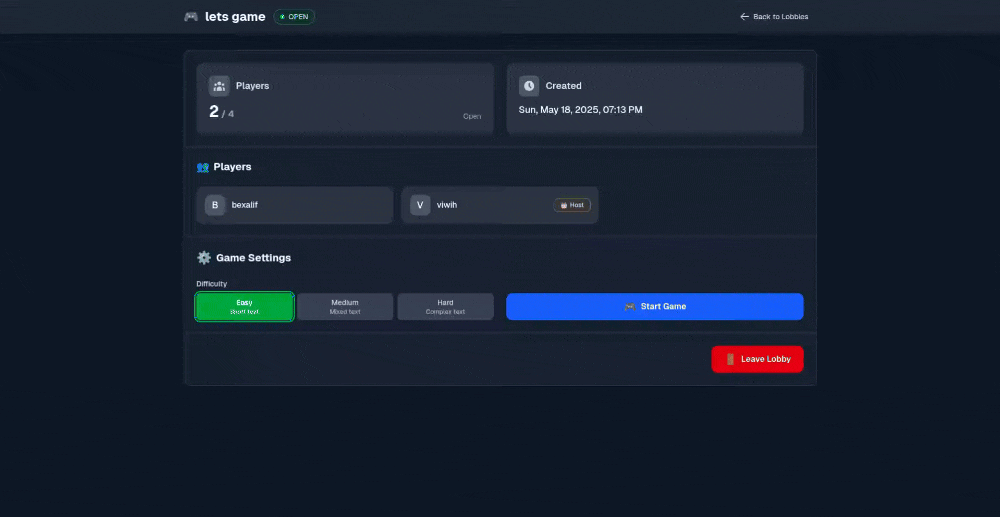 lets game
OPEN
Back to Lobbies
Players
2 / 4
Open
Created
Sun, May 18, 2025, 07:13 PM
Players
B bexalif
V viwih
Host
Game Settings
Difficulty
Easy
Short text
Medium
Mixed text
Hard
Complex text
Start Game
Leave Lobby